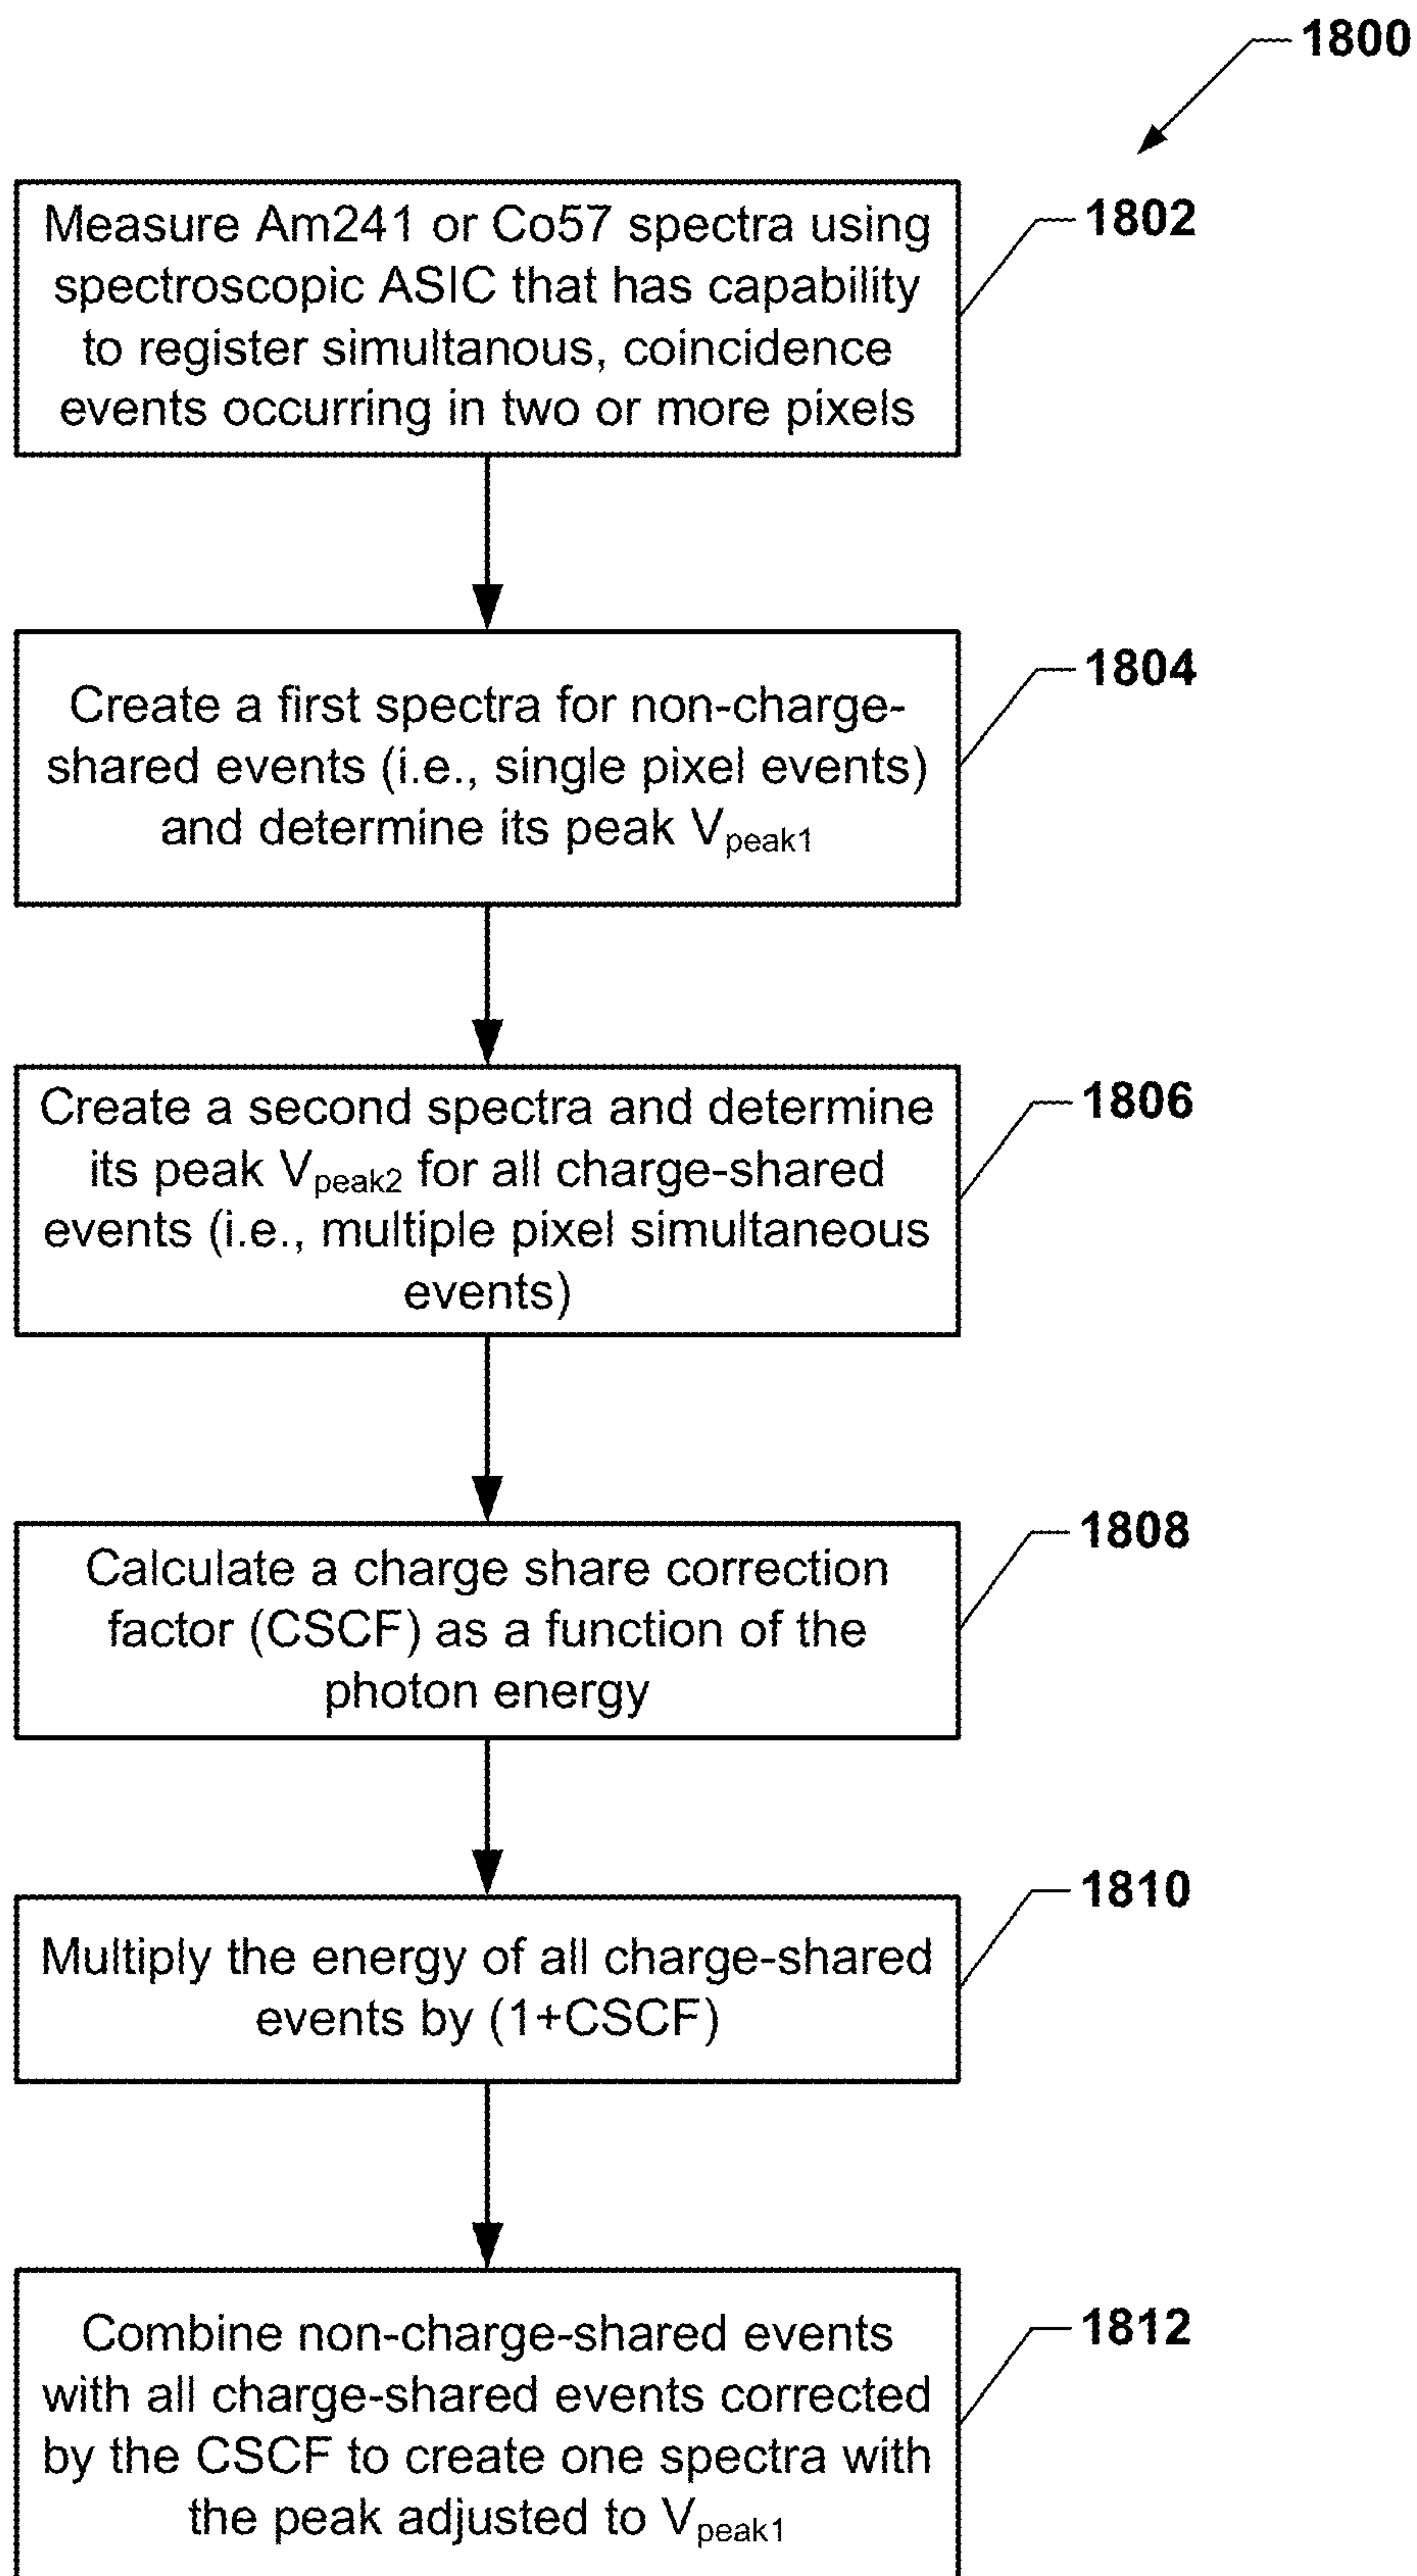 1800
Measure Am241 or Co57 spectra using
spectroscopic ASIC that has capability
to register simultanous, coincidence
events occurring in two or more pixels
1802
Create a first spectra for non-charge-
shared events (i.e., single pixel events)
and determine its peak Vpeak1
1804
Create a second spectra and determine
its peak Vpeak2 for all charge-shared
events (i.e., multiple pixel simultaneous
events)
1806
Calculate a charge share correction
factor (CSCF) as a function of the
photon energy
1808
Multiply the energy of all charge-shared
events by (1+CSCF)
1810
Combine non-charge-shared events
with all charge-shared events corrected
by the CSCF to create one spectra with
the peak adjusted to Vpeak1
1812